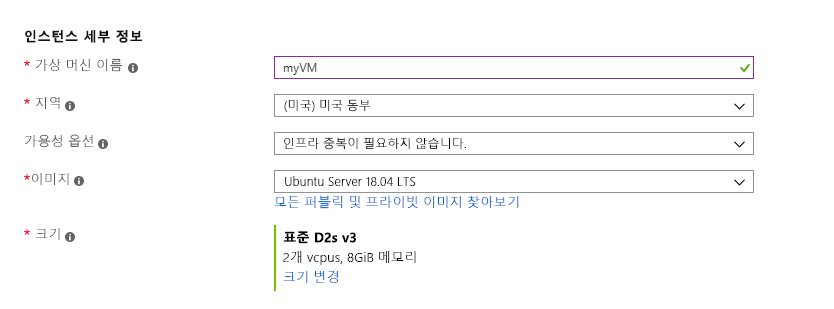 인스턴스 세부 정보
* 가상 머신 이름
myVM
* 지역
(미국) 미국 동부
가용성 옵션
인프라 중복이 필요하지 않습니다.
*이미지
Ubuntu Server 18.04 LTS
모든 퍼블릭 및 프라이빗 이미지 찾아보기
* 크기
표준 D2s v3
2개 vcpus, 8GiB 메모리
크기 변경